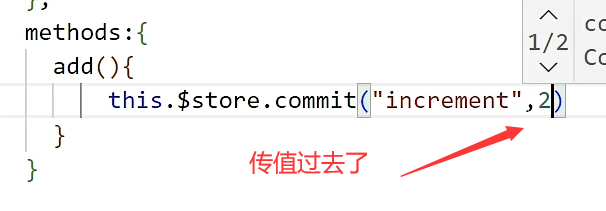 },
methods:{
add(){
this.$store.commit("increment",2)
}
}
传值过去了
1/2